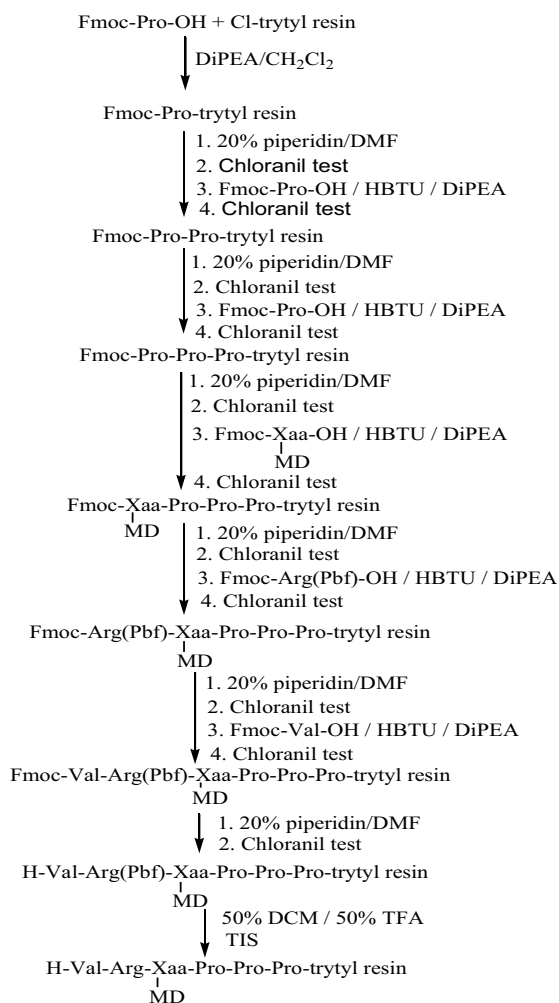 Fmoc-Pro-OH + Cl-trytyl resin
DiPEA/CH2Cl2
Fmoc-Pro-trytyl resin
1. 20% piperidin/DMF
2. Chloranil test
3. Fmoc-Pro-OH / HBTU / DiPEA
4. Chloranil test
Fmoc-Pro-Pro-trytyl resin
1. 20% piperidin/DMF
2. Chloranil test
3. Fmoc-Pro-OH / HBTU / DiPEA
4. Chloranil test
Fmoc-Pro-Pro-Pro-trytyl resin
1. 20% piperidin/DMF
2. Chloranil test
3. Fmoc-Xaa-OH / HBTU / DiPEA
MD
4. Chloranil test
Fmoc-Xaa-Pro-Pro-Pro-trytyl resin
MD
1. 20% piperidin/DMF
2. Chloranil test
3. Fmoc-Arg(Pbf)-OH / HBTU / DiPEA
4. Chloranil test
Fmoc-Arg(Pbf)-Xaa-Pro-Pro-Pro-trytyl resin
MD
1. 20% piperidin/DMF
2. Chloranil test
3. Fmoc-Val-OH / HBTU / DiPEA
4. Chloranil test
Fmoc-Val-Arg(Pbf)-Xaa-Pro-Pro-Pro-trytyl resin
MD
1. 20% piperidin/DMF
2. Chloranil test
H-Val-Arg(Pbf)-Xaa-Pro-Pro-Pro-trytyl resin
MD
50% DCM / 50% TFA
TIS
H-Val-Arg-Xaa-Pro-Pro-Pro-trytyl resin
MD